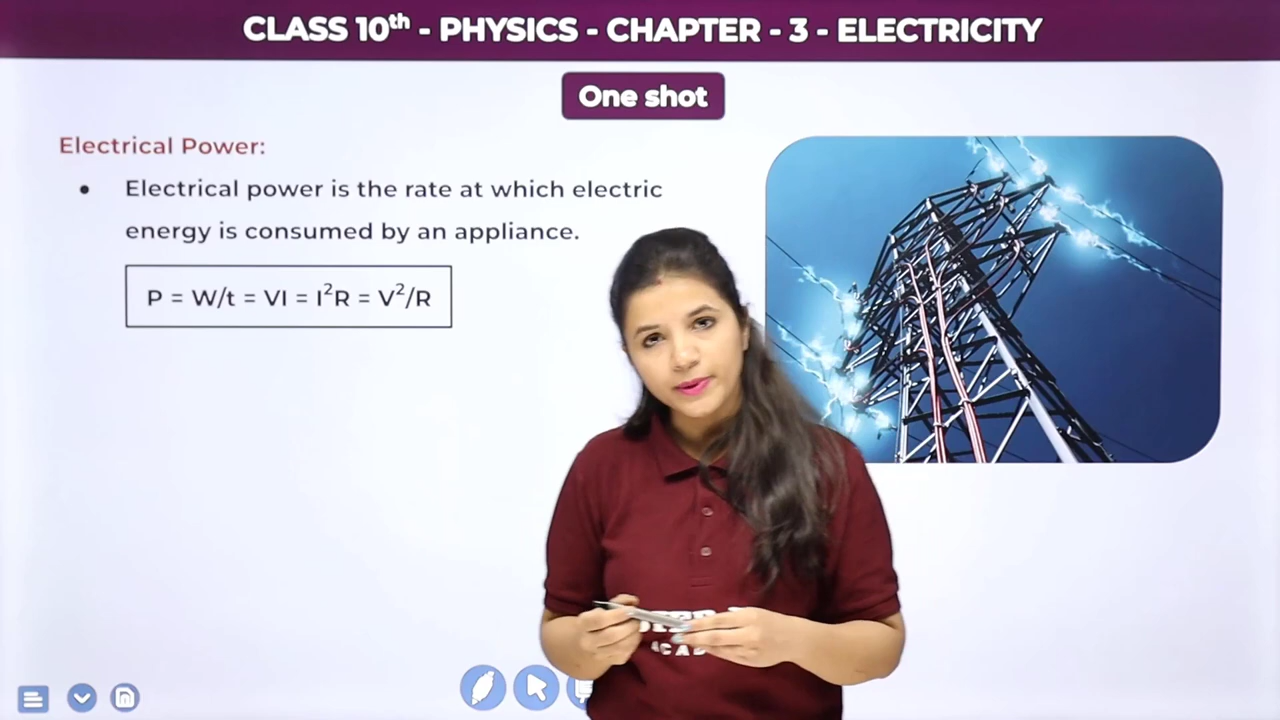 CLASS 10th - PHYSICS - CHAPTER - 3 - ELECTRICITY
One shot
Electrical Power:
• Electrical power is the rate at which electric
energy is consumed by an appliance.
P = W/t = VI = I²R = V²/R